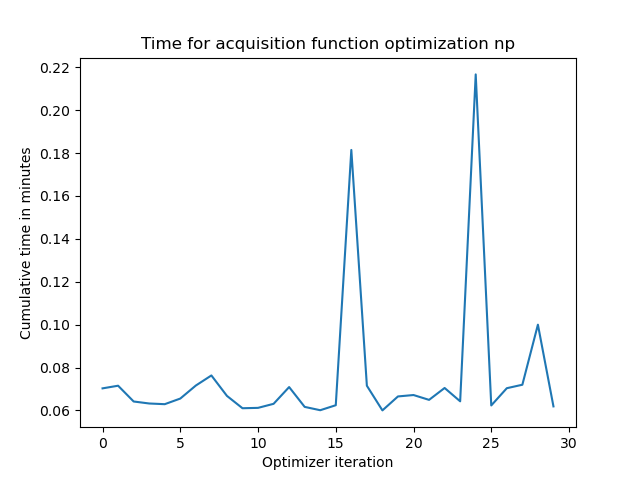 Time for acquisition function optimization np
Cumulative time in minutes
0.22
0.20
0.18
0.16
0.14
0.12
0.10
0.08
0.06
0 5 10 15 20 25 30
Optimizer iteration